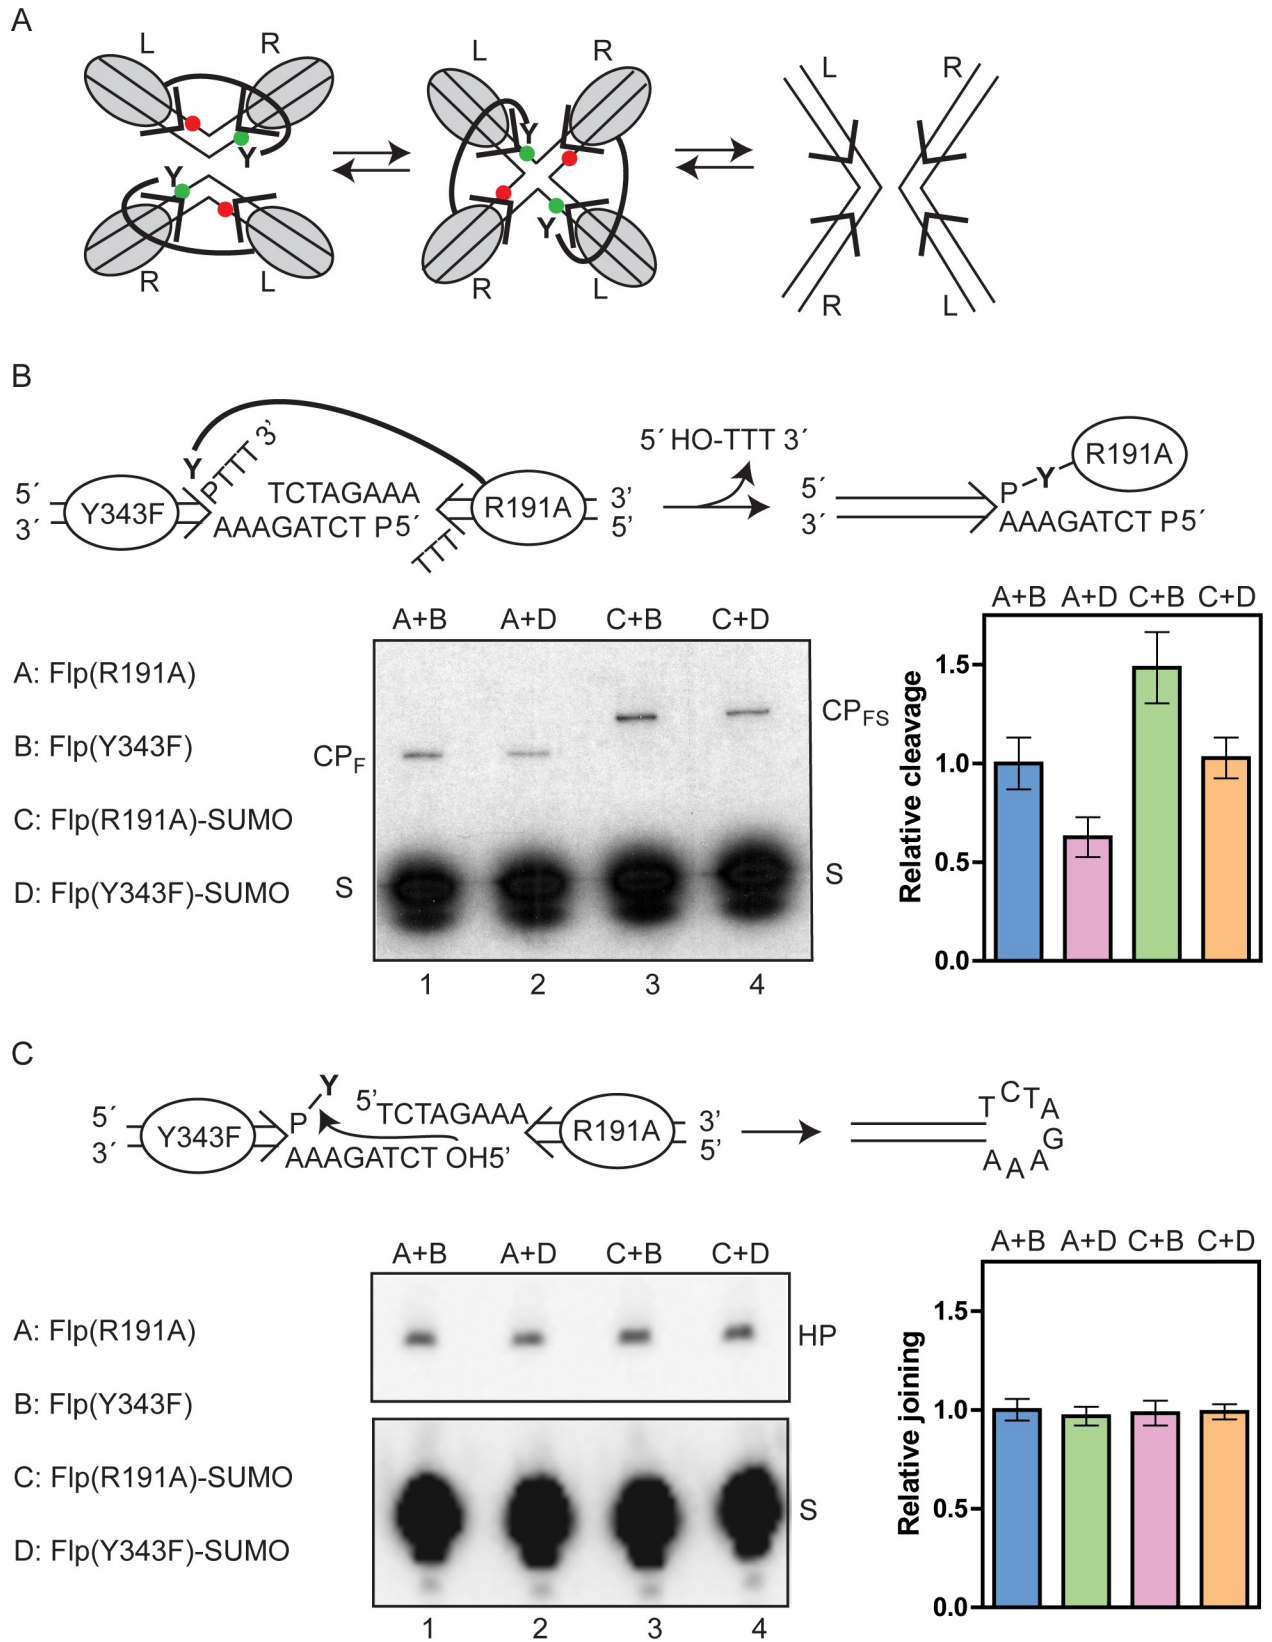 A
L R L R L R
Y Y Y Y
R L R L R L
B
Y
PTTT 3’
5´ HO-TTT 3´
5´ Y343F TCTAGAAA R191A 3’
3´ AAAGATCT P5´ 5’
TTT
5´ P-Y R191A
3´ AAAGATCT P5´
A: Flp(R191A)
B: Flp(Y343F)
C: Flp(R191A)-SUMO
D: Flp(Y343F)-SUMO
A+B A+D C+B C+D
CPF
CPFS
S S
1 2 3 4
A+B A+D C+B C+D
Relative cleavage
1.5
1.0
0.5
0.0
C
Y
P
5´ Y343F 5’TCTAGAAA R191A 3’
3´ AAAGATCT OH5’ 5’
TCTAGAAA
A: Flp(R191A)
B: Flp(Y343F)
C: Flp(R191A)-SUMO
D: Flp(Y343F)-SUMO
A+B A+D C+B C+D
HP
S
1 2 3 4
A+B A+D C+B C+D
Relative joining
1.5
1.0
0.5
0.0